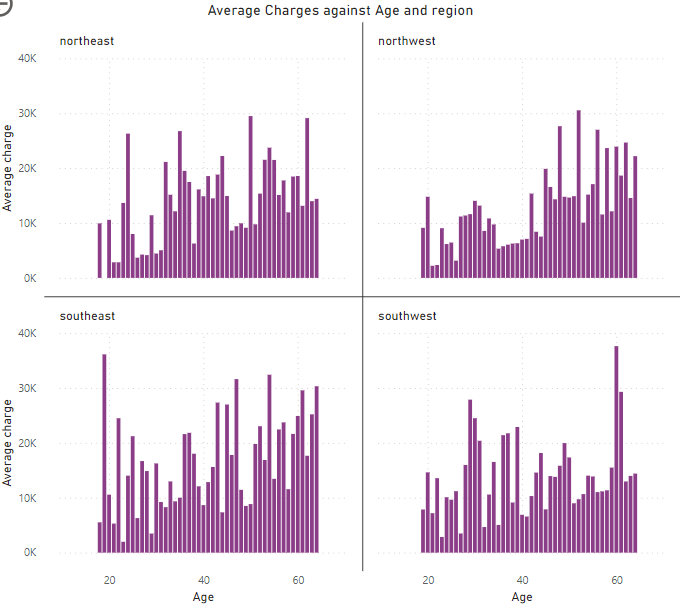 Average Charges against Age and region
northeast
northwest
40K
30K
20K
10K
0K
Average charge
southeast
southwest
40K
30K
20K
10K
0K
Average charge
20 40 60
20 40 60
Age
Age